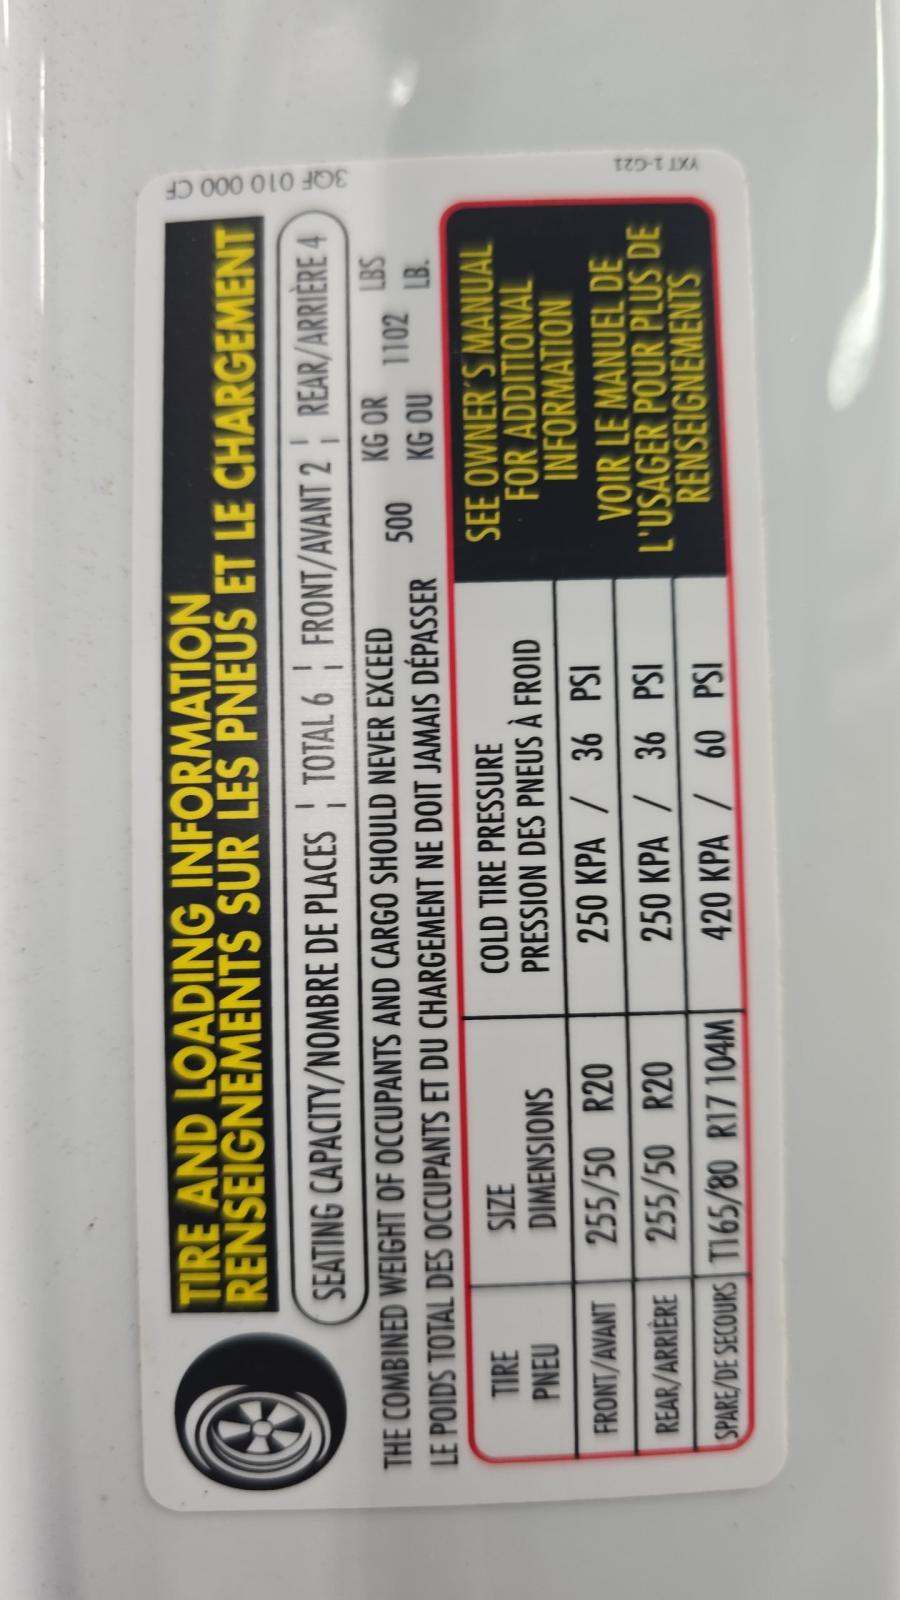 TIRE AND LOADING INFORMATION
RENSEIGNEMENTS SUR LES PNEUS ET LE CHARGEMENT
3QF 010 000 CF
SEATING CAPACITY/NOMBRE DE PLACES ¦ TOTAL 6 ¦ FRONT/AVANT 2 ¦ REAR/ARRIÈRE 4
THE COMBINED WEIGHT OF OCCUPANTS AND CARGO SHOULD NEVER EXCEED 500 KG OR 1102 LBS
LE POIDS TOTAL DES OCCUPANTS ET DU CHARGEMENT NE DOIT JAMAIS DÉPASSER KG OU LB.
TIRE SIZE COLD TIRE PRESSURE
PNEU DIMENSIONS PRESSION DES PNEUS À FROID
FRONT/AVANT 255/50 R20 250 KPA / 36 PSI
REAR/ARRIÈRE 255/50 R20 250 KPA / 36 PSI
SPARE/DE SECOURS T165/80 R17 104M 420 KPA / 60 PSI
SEE OWNER'S MANUAL
FOR ADDITIONAL
INFORMATION
VOIR LE MANUEL DE
L'USAGER POUR PLUS DE
RENSEIGNEMENTS
YXT 1-G21